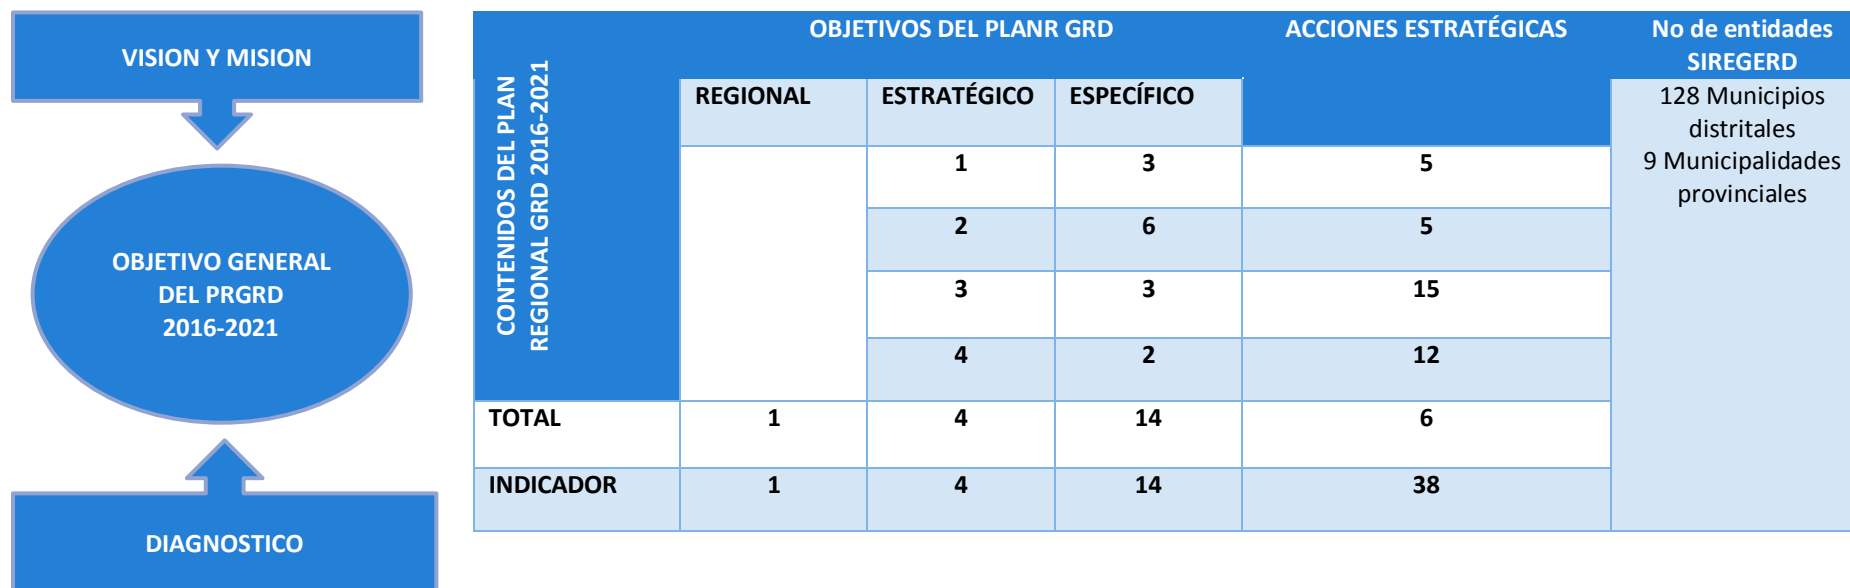 VISION Y MISION
OBJETIVO GENERAL
DEL PRGRD
2016-2021
DIAGNOSTICO
CONTENIDOS DEL PLAN
REGIONAL GRD 2016-2021
OBJETIVOS DEL PLANR GRD
ACCIONES ESTRATÉGICAS
No de entidades
SIREGERD
REGIONAL ESTRATÉGICO ESPECÍFICO
128 Municipios
distritales
9 Municipalidades
provinciales
1 3 5
2 6 5
3 3 15
4 2 12
TOTAL 1 4 14 6
INDICADOR 1 4 14 38